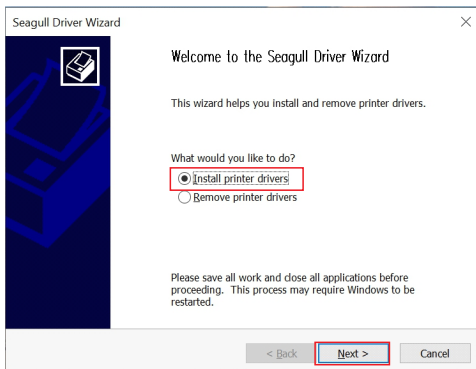 Seagull Driver Wizard
Welcome to the Seagull Driver Wizard
This wizard helps you install and remove printer drivers.
What would you like to do?
Install printer drivers
Remove printer drivers
Please save all work and close all applications before
proceeding. This process may require Windows to be
restarted.
< Back Next > Cancel